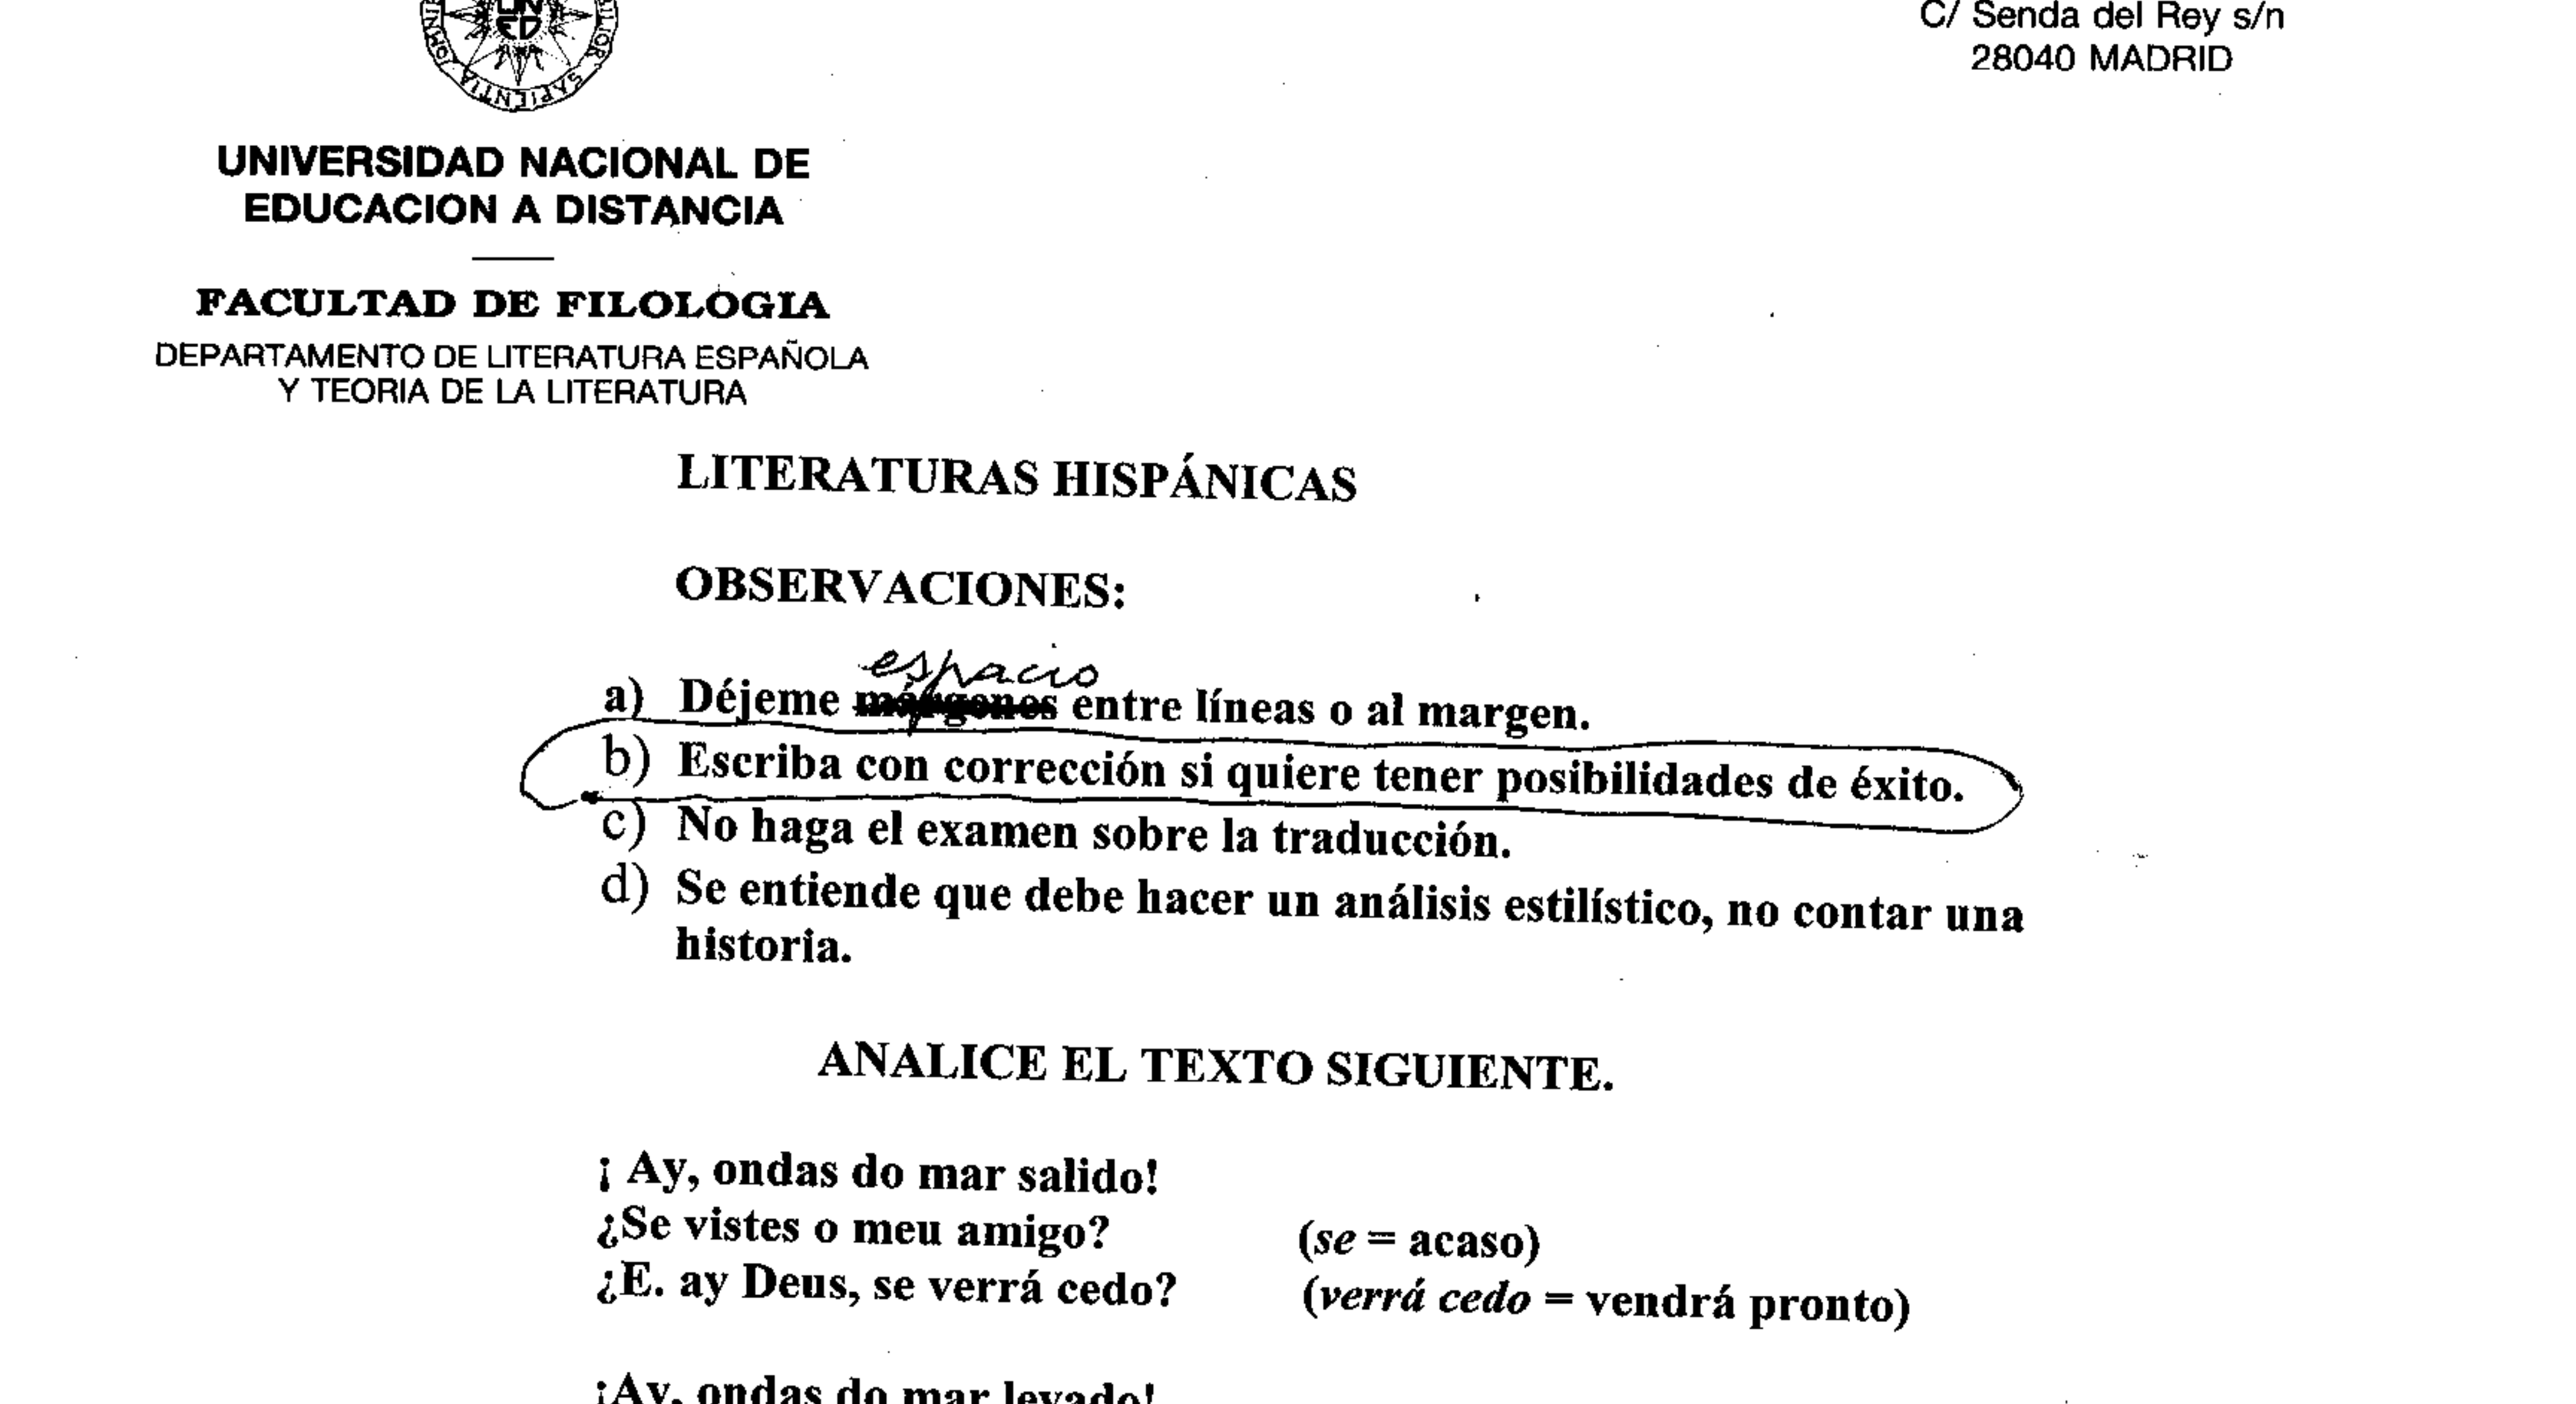 C/ Senda del Rey s/n
28040 MADRID
UN
ED
SAPIENTIA
UNIVERSIDAD NACIONAL DE
EDUCACION A DISTANCIA
FACULTAD DE FILOLOGIA
DEPARTAMENTO DE LITERATURA ESPAÑOLA
Y TEORIA DE LA LITERATURA
LITERATURAS HISPÁNICAS
OBSERVACIONES:
espacio
a) Déjeme márgenes entre líneas o al margen.
b) Escriba con corrección si quiere tener posibilidades de éxito.
c) No haga el examen sobre la traducción.
d) Se entiende que debe hacer un análisis estilístico, no contar una
historia.
ANALICE EL TEXTO SIGUIENTE.
¡ Ay, ondas do mar salido!
¿Se vistes o meu amigo? (se = acaso)
¿E. ay Deus, se verrá cedo? (verrá cedo = vendrá pronto)
¡Ay, ondas do mar levado!